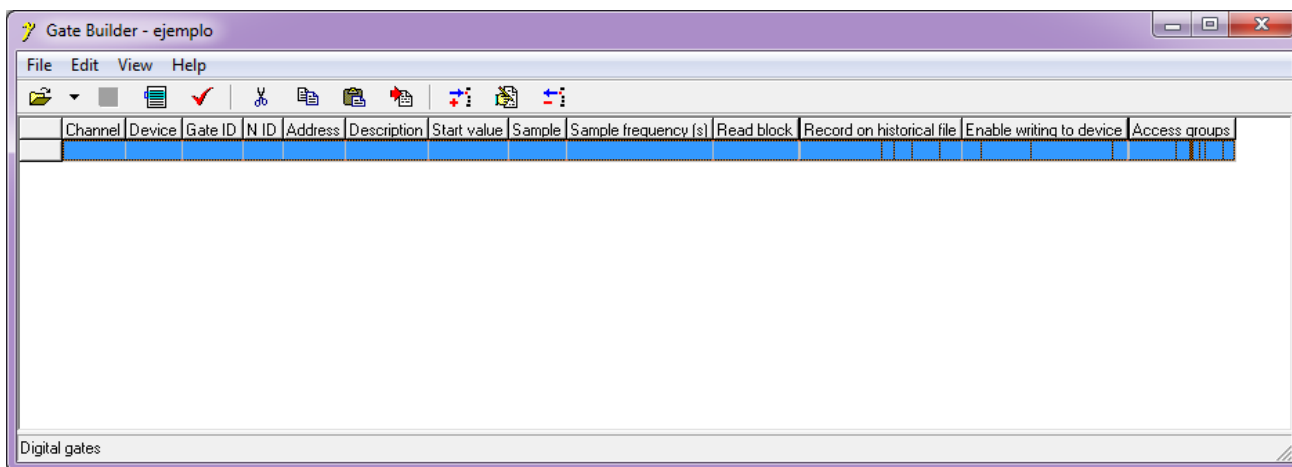 Gate Builder - ejemplo
File Edit View Help
Channel Device Gate ID N ID Address Description Start value Sample Sample frequency (s) Read block Record on historical file Enable writing to device Access groups
Digital gates